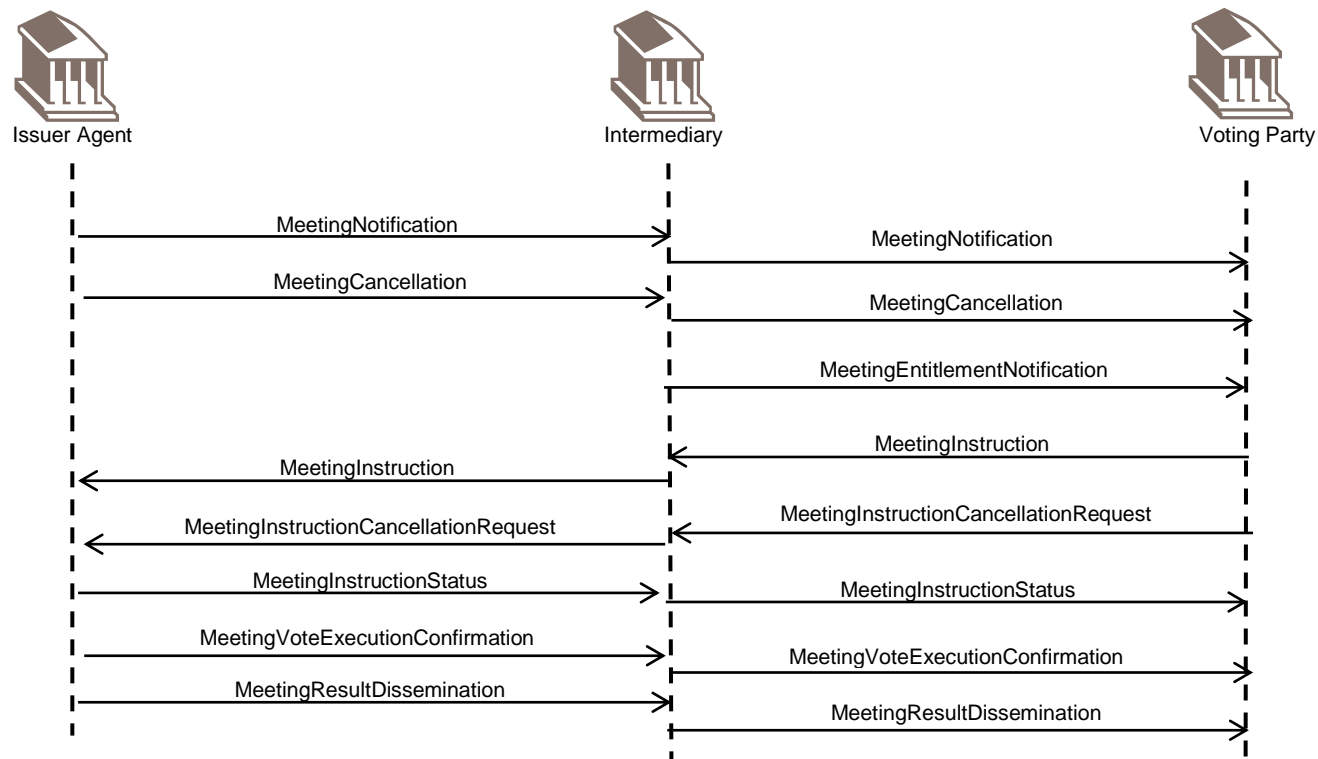 Issuer Agent
Intermediary
Voting Party
MeetingNotification
MeetingNotification
MeetingCancellation
MeetingCancellation
MeetingEntitlementNotification
MeetingInstruction
MeetingInstruction
MeetingInstructionCancellationRequest
MeetingInstructionCancellationRequest
MeetingInstructionStatus
MeetingInstructionStatus
MeetingVoteExecutionConfirmation
MeetingVoteExecutionConfirmation
MeetingResultDissemination
MeetingResultDissemination